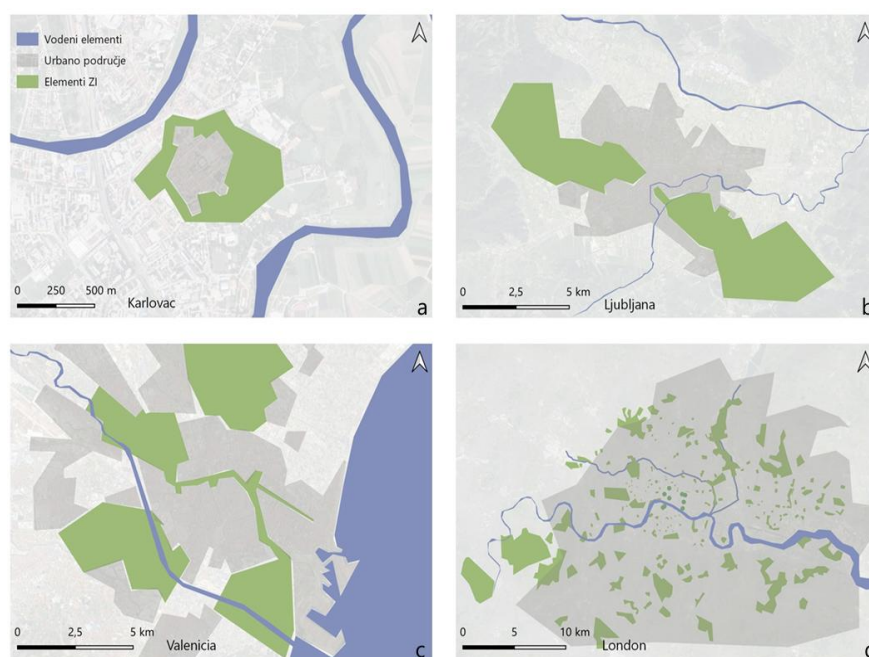 Vodeni elementi
Urbano područje
Elementi ZI
0 250 500 m
Karlovac
a
0 2,5 5 km
Ljubljana
b
0 2,5 5 km
Valenicia
c
0 5 10 km
London
d